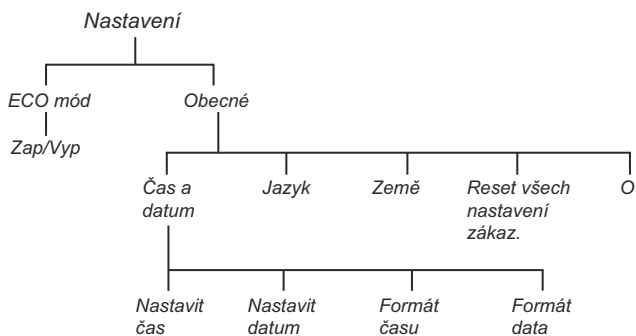 Nastavení
ECO mód
Obecné
Zap/Vyp
Čas a
datum
Jazyk
Země
Reset všech
nastavení
zákaz.
O
Nastavit
čas
Nastavit
datum
Formát
času
Formát
data